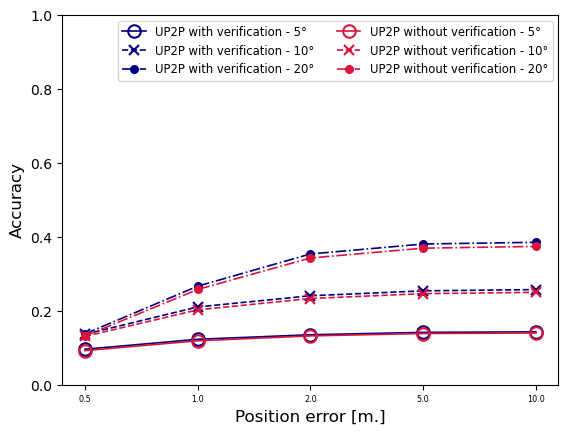 UP2P with verification - 5°
UP2P with verification - 10°
UP2P with verification - 20°
UP2P without verification - 5°
UP2P without verification - 10°
UP2P without verification - 20°
1.0
0.8
0.6
0.4
0.2
0.0
Accuracy
0.5 1.0 2.0 5.0 10.0
Position error [m.]